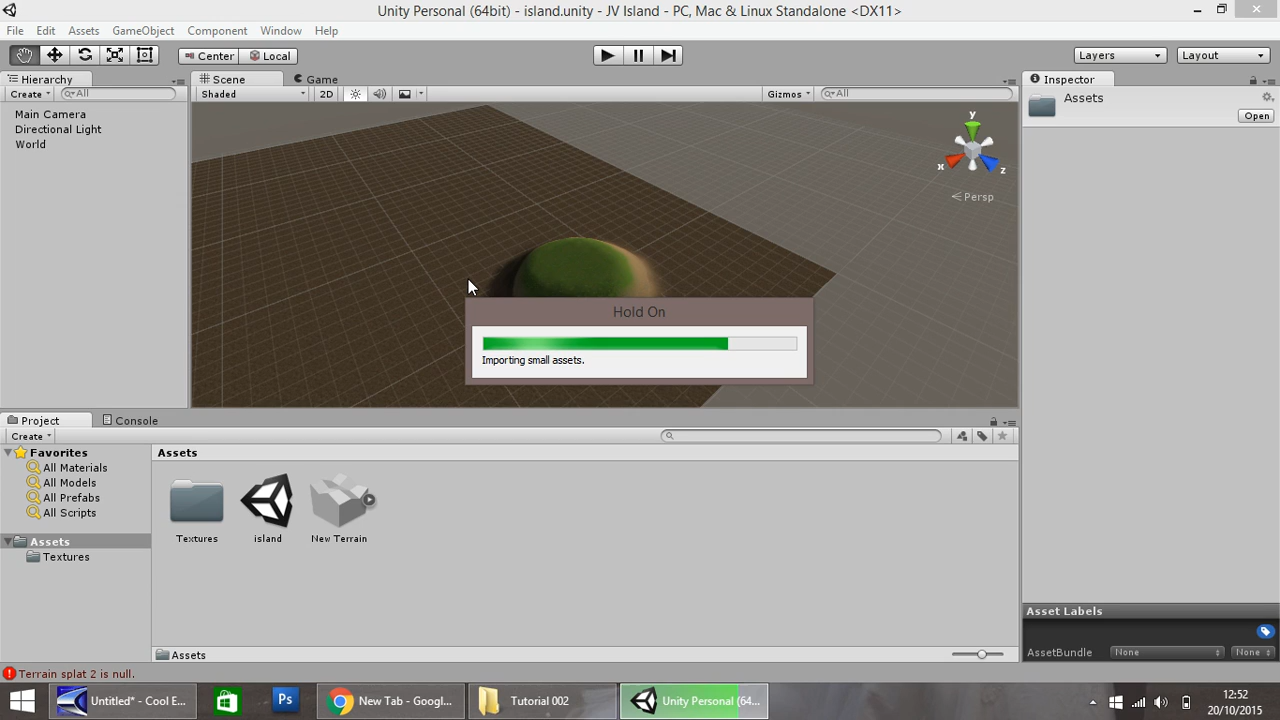 Unity Personal (64bit) - island.unity - JV Island - PC, Mac & Linux Standalone <DX11>
File Edit Assets GameObject Component Window Help
Center Local Layers Layout
Hierarchy Scene Game Inspector
Create All Shaded 2D Gizmos All
Assets
Open
Main Camera
Directional Light
World
y
x
z
Persp
Hold On
Importing small assets.
Project Console
Create
Favorites
All Materials
All Models
All Prefabs
All Scripts
Assets
Textures
Assets
Textures island New Terrain
Assets
Asset Labels
AssetBundle None None
Terrain splat 2 is null.
Untitled* - Cool E... Ps New Tab - Google... Tutorial 002 Unity Personal (64...
12:52
20/10/2015